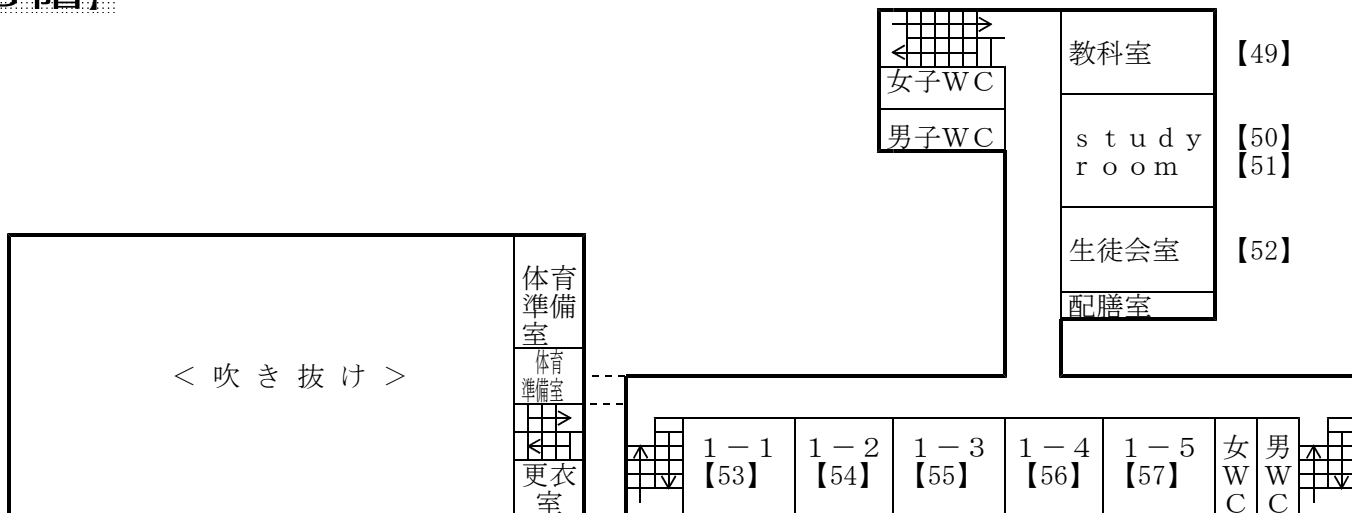 教科室 【49】
女子ＷＣ
男子ＷＣ
ｓｔｕｄｙ 【50】
ｒｏｏｍ 【51】
生徒会室 【52】
配膳室
体育
準備
室
体育
準備室
＜吹き抜け＞
更衣
室
１－１
【53】
１－２
【54】
１－３
【55】
１－４
【56】
１－５
【57】
女
Ｗ
Ｃ
男
Ｗ
Ｃ